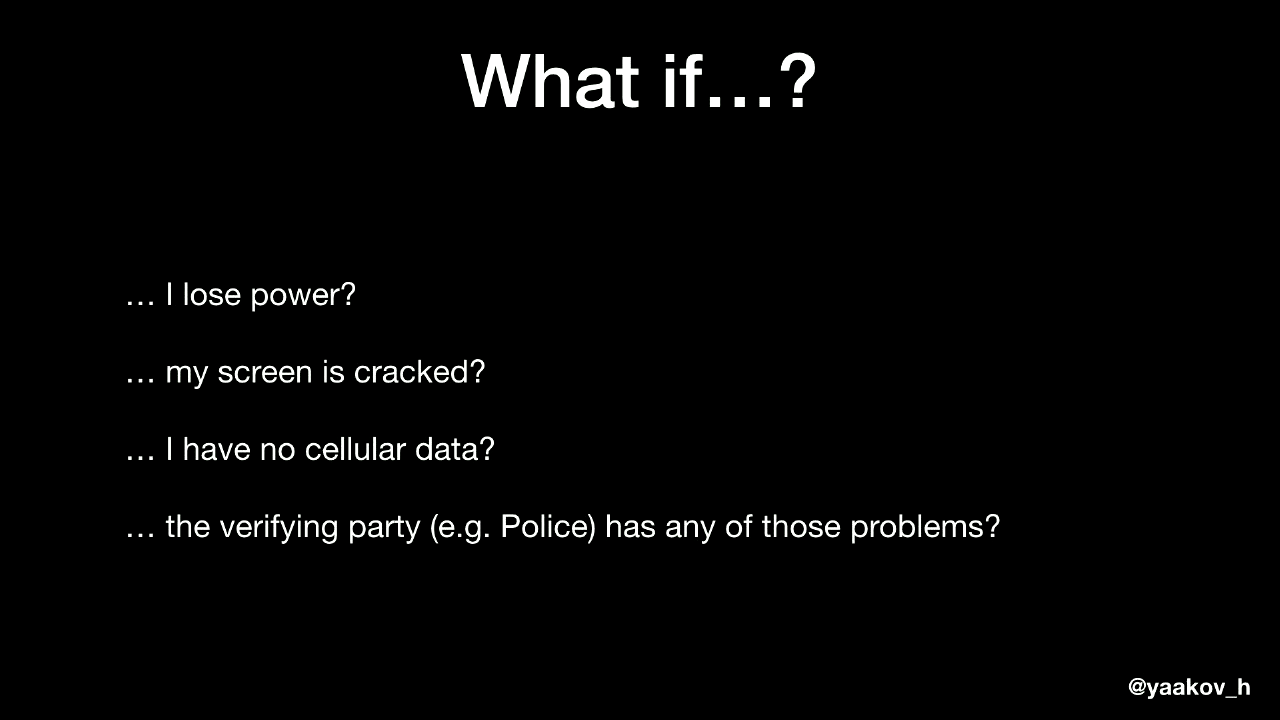 What if…?
… I lose power?
… my screen is cracked?
… I have no cellular data?
… the verifying party (e.g. Police) has any of those problems?
@yaakov_h